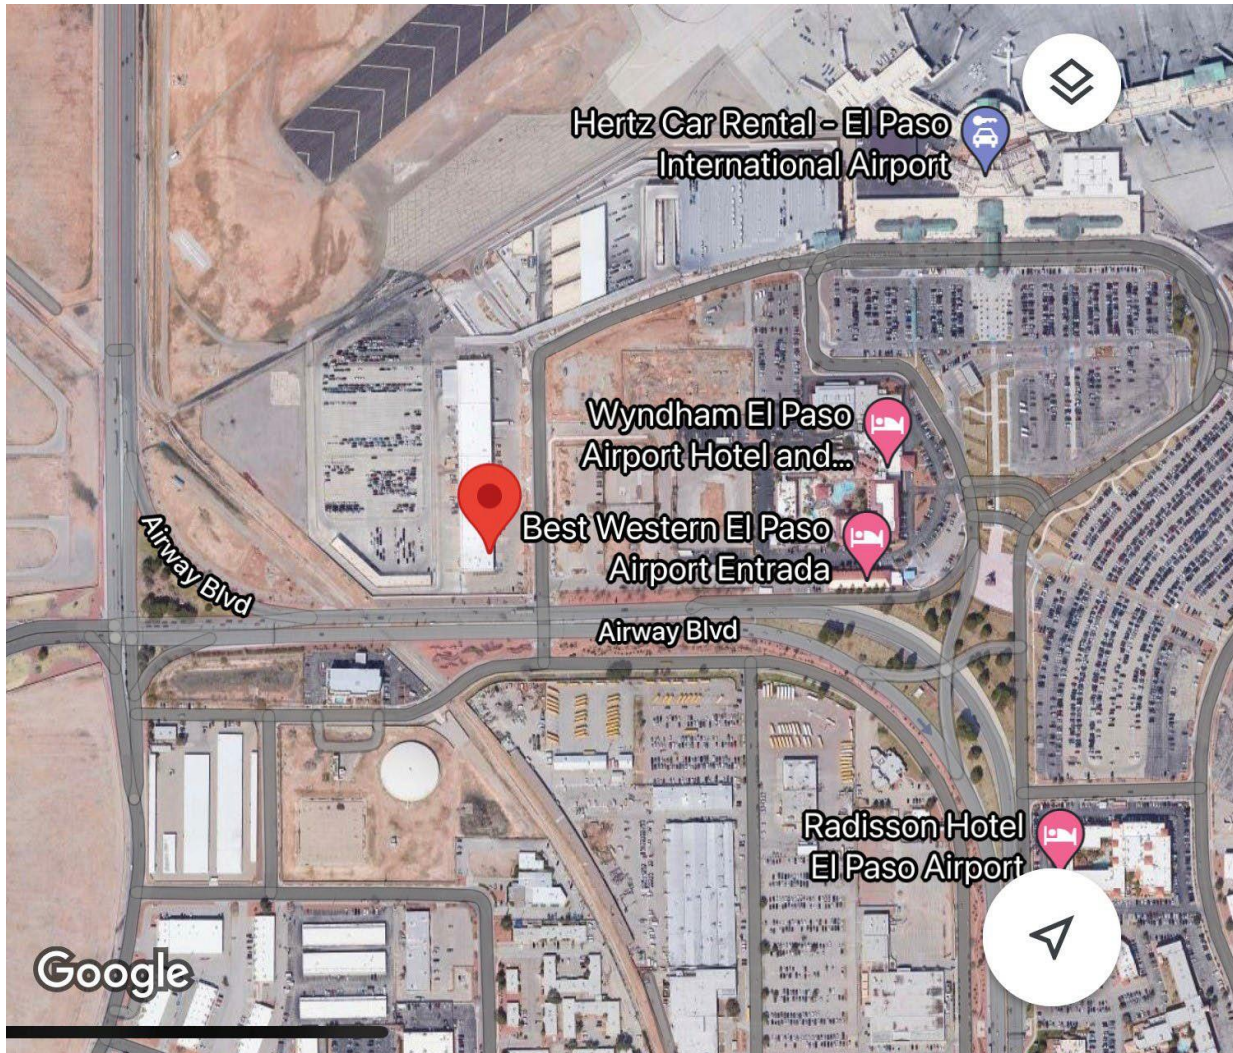 Hertz Car Rental - El Paso
International Airport
Wyndham El Paso
Airport Hotel and...
Best Western El Paso
Airport Entrada
Airway Blvd
Airway Blvd
Radisson Hotel
El Paso Airport
Google